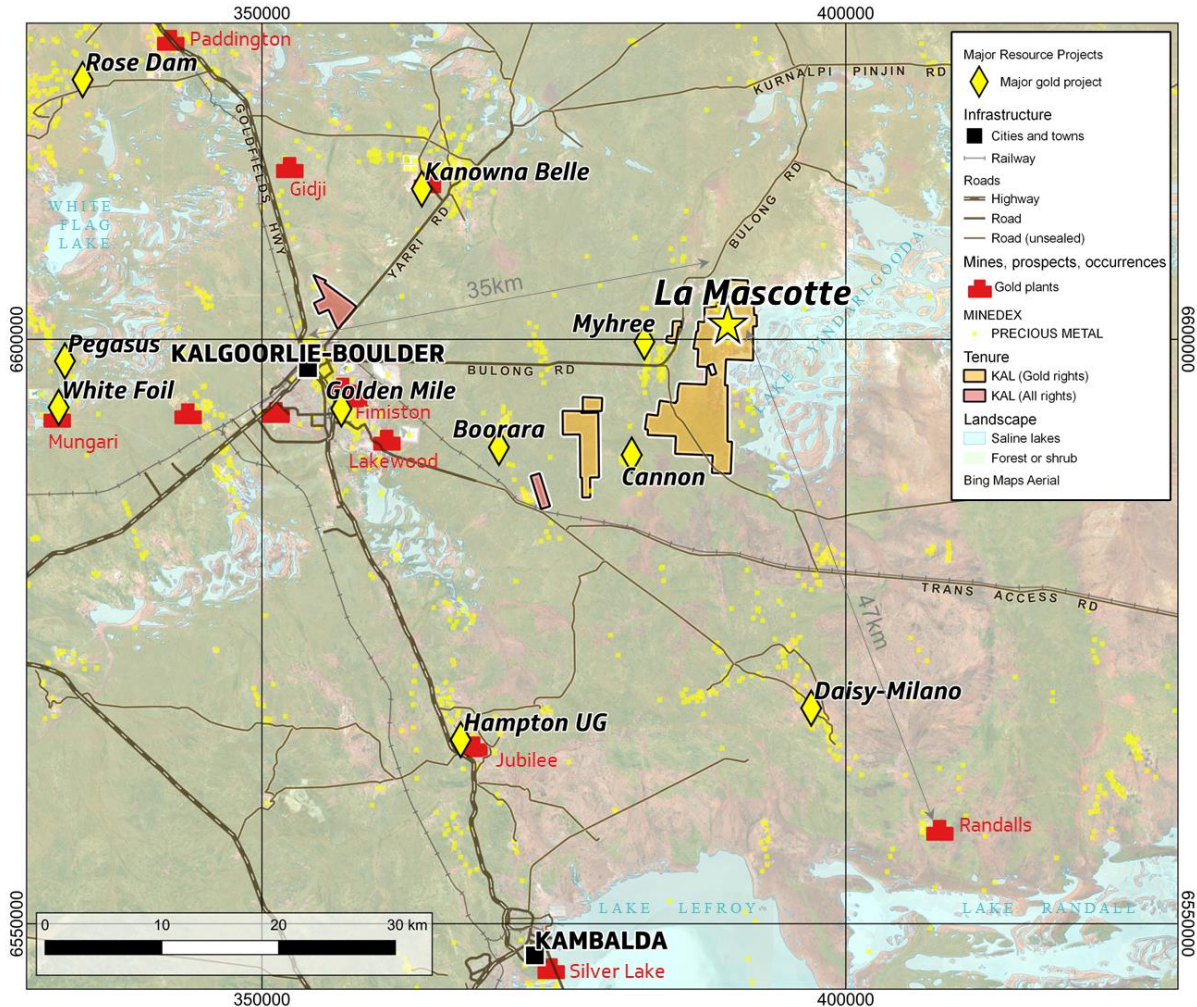 350000
400000
Paddington
Rose Dam
GOLDFIELDS HWY
KURNALPI PINJIN RD
Gidji
Kanowna Belle
WHITE
FLAG
LAKE
YARRI RD
BULONG RD
35km
La Mascotte
LAKE YINDARLGOODA
Myhree
6600000
6600000
Pegasus
KALGOORLIE-BOULDER
BULONG RD
White Foil
Golden Mile
Fimiston
Mungari
Boorara
Lakewood
Cannon
TRANS ACCESS RD
47km
Daisy-Milano
Hampton UG
Jubilee
Randalls
LAKE LEFROY
LAKE RANDALL
6550000
6550000
KAMBALDA
Silver Lake
0 10 20 30 km
350000
400000
Major Resource Projects
Major gold project
Infrastructure
Cities and towns
Railway
Roads
Highway
Road
Road (unsealed)
Mines, prospects, occurrences
Gold plants
MINEDEX
PRECIOUS METAL
Tenure
KAL (Gold rights)
KAL (All rights)
Landscape
Saline lakes
Forest or shrub
Bing Maps Aerial